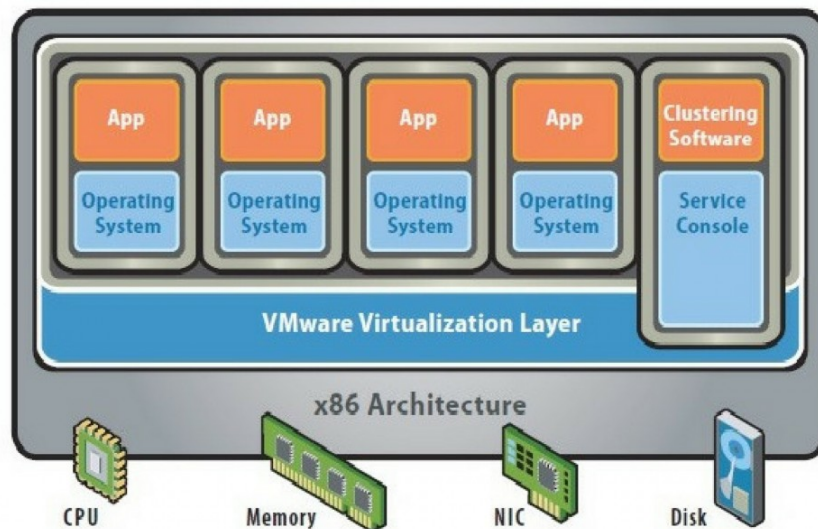 App
App
App
App
Clustering
Software
Operating
System
Operating
System
Operating
System
Operating
System
Service
Console
VMware Virtualization Layer
x86 Architecture
CPU
Memory
NIC
Disk